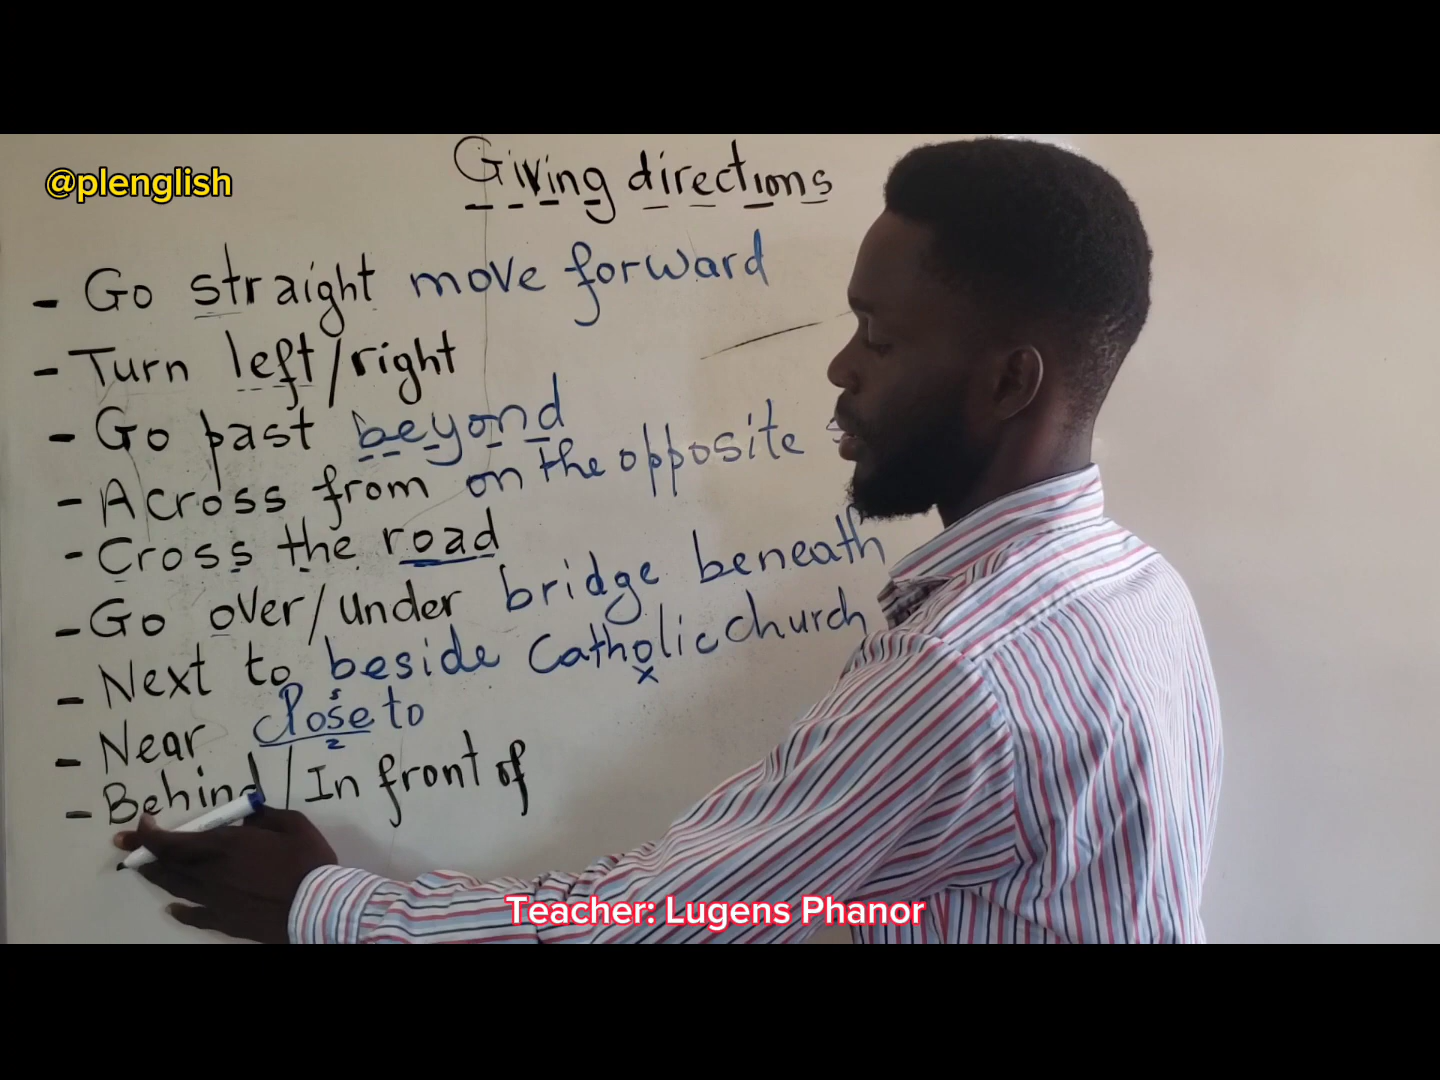 @plenglish
Giving directions
- Go straight move forward
- Turn left/right
- Go past beyond
- Across from on the opposite s
- Cross the road
- Go over/under bridge beneath
- Next to beside catholic church
x
s
- Near close to
z
- Behind/In front of
Teacher: Lugens Phanor